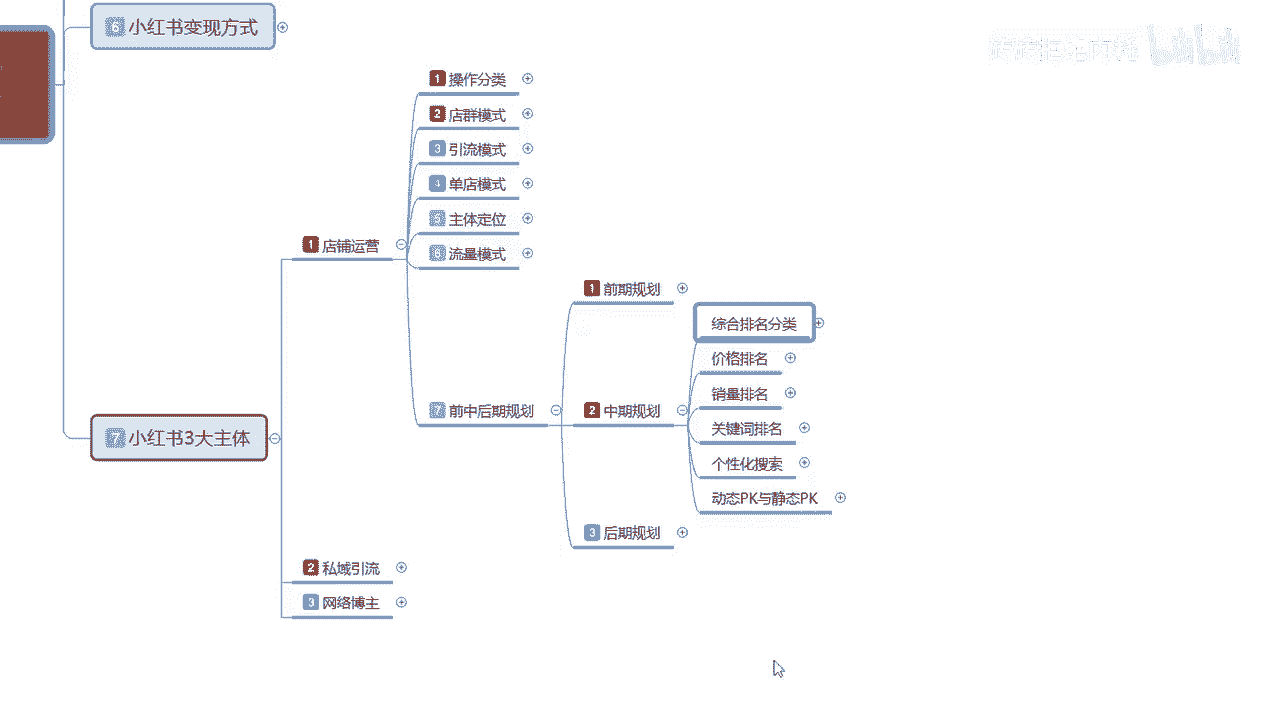 6 小红书变现方式
1 操作分类
2 店群模式
3 引流模式
4 单店模式
5 主体定位
6 流量模式
1 店铺运营
1 前期规划
综合排名分类
价格排名
销量排名
7 前中后期规划
2 中期规划
关键词排名
7 小红书3大主体
个性化搜索
动态PK与静态PK
3 后期规划
2 私域引流
3 网络博主
bilibili